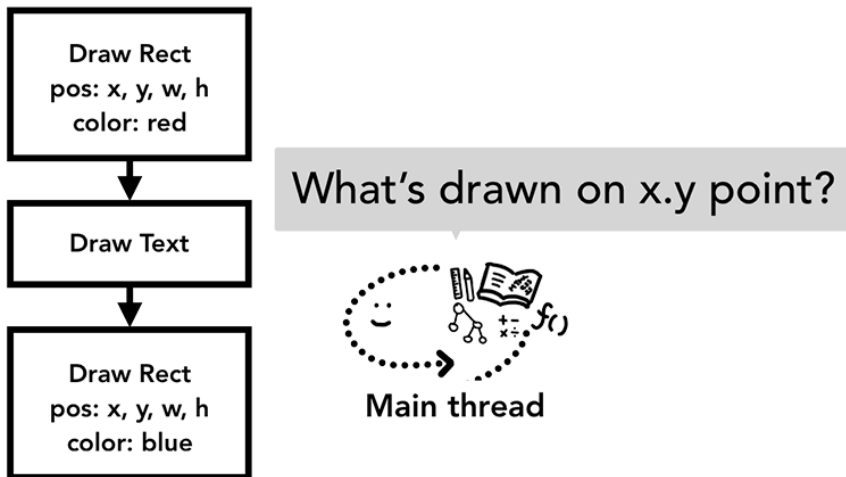 Draw Rect
pos: x, y, w, h
color: red
Draw Text
Draw Rect
pos: x, y, w, h
color: blue
What's drawn on x.y point?
+-
×÷
f()
Main thread